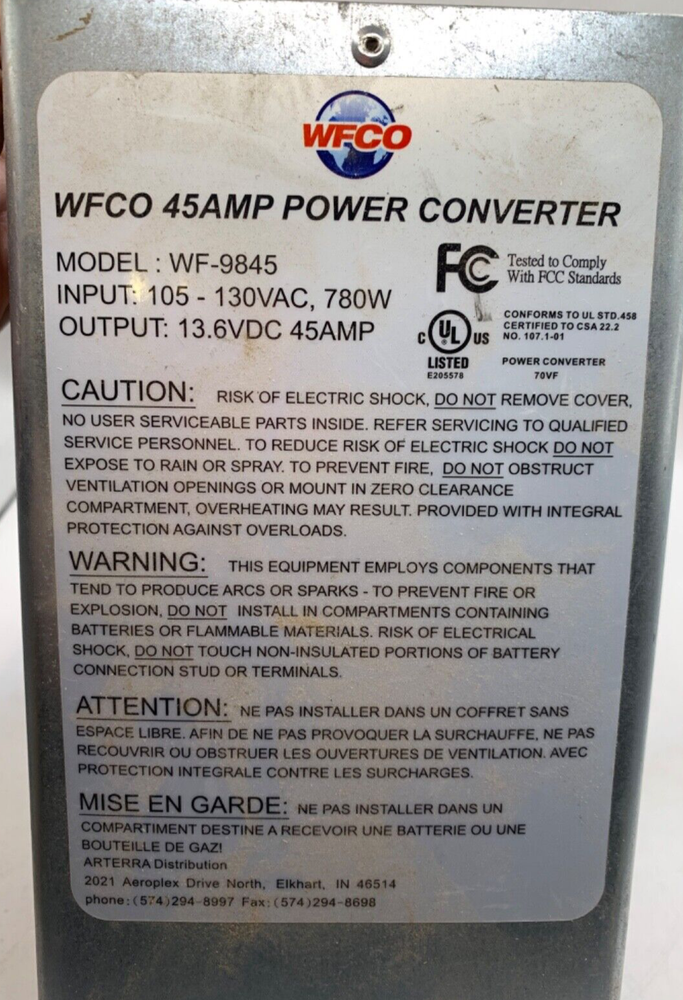 WFCO
WFCO 45AMP POWER CONVERTER
MODEL : WF-9845
INPUT: 105 - 130VAC, 780W
OUTPUT: 13.6VDC 45AMP
FC Tested to Comply
With FCC Standards
C UL US
LISTED
E205578
CONFORMS TO UL STD.458
CERTIFIED TO CSA 22.2
NO. 107.1-01
POWER CONVERTER
70VF
CAUTION: RISK OF ELECTRIC SHOCK, DO NOT REMOVE COVER,
NO USER SERVICEABLE PARTS INSIDE. REFER SERVICING TO QUALIFIED
SERVICE PERSONNEL. TO REDUCE RISK OF ELECTRIC SHOCK DO NOT
EXPOSE TO RAIN OR SPRAY. TO PREVENT FIRE, DO NOT OBSTRUCT
VENTILATION OPENINGS OR MOUNT IN ZERO CLEARANCE
COMPARTMENT, OVERHEATING MAY RESULT. PROVIDED WITH INTEGRAL
PROTECTION AGAINST OVERLOADS.
WARNING: THIS EQUIPMENT EMPLOYS COMPONENTS THAT
TEND TO PRODUCE ARCS OR SPARKS - TO PREVENT FIRE OR
EXPLOSION, DO NOT INSTALL IN COMPARTMENTS CONTAINING
BATTERIES OR FLAMMABLE MATERIALS. RISK OF ELECTRICAL
SHOCK, DO NOT TOUCH NON-INSULATED PORTIONS OF BATTERY
CONNECTION STUD OR TERMINALS.
ATTENTION: NE PAS INSTALLER DANS UN COFFRET SANS
ESPACE LIBRE. AFIN DE NE PAS PROVOQUER LA SURCHAUFFE, NE PAS
RECOUVRIR OU OBSTRUER LES OUVERTURES DE VENTILATION. AVEC
PROTECTION INTEGRALE CONTRE LES SURCHARGES.
MISE EN GARDE: NE PAS INSTALLER DANS UN
COMPARTIMENT DESTINE A RECEVOIR UNE BATTERIE OU UNE
BOUTEILLE DE GAZ!
ARTERRA Distribution
2021 Aeroplex Drive North, Elkhart, IN 46514
phone:(574)294-8997 Fax:(574)294-8698